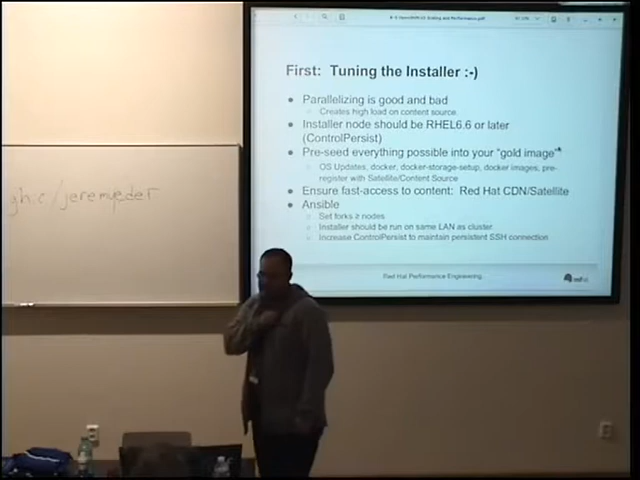 First: Tuning the Installer :-)
● Parallelizing is good and bad
○ Creates high load on content source.
● Installer node should be RHEL6.6 or later
(ControlPersist)
● Pre-seed everything possible into your "gold image"
○ OS Updates, docker, docker-storage-setup, docker images, pre-
register with Satellite/Content Source
● Ensure fast-access to content: Red Hat CDN/Satellite
● Ansible
○ Set forks ≥ nodes
○ Installer should be run on same LAN as cluster
○ Increase ControlPersist to maintain persistent SSH connection
Red Hat Performance Engineering
gh:c/jeremyeder